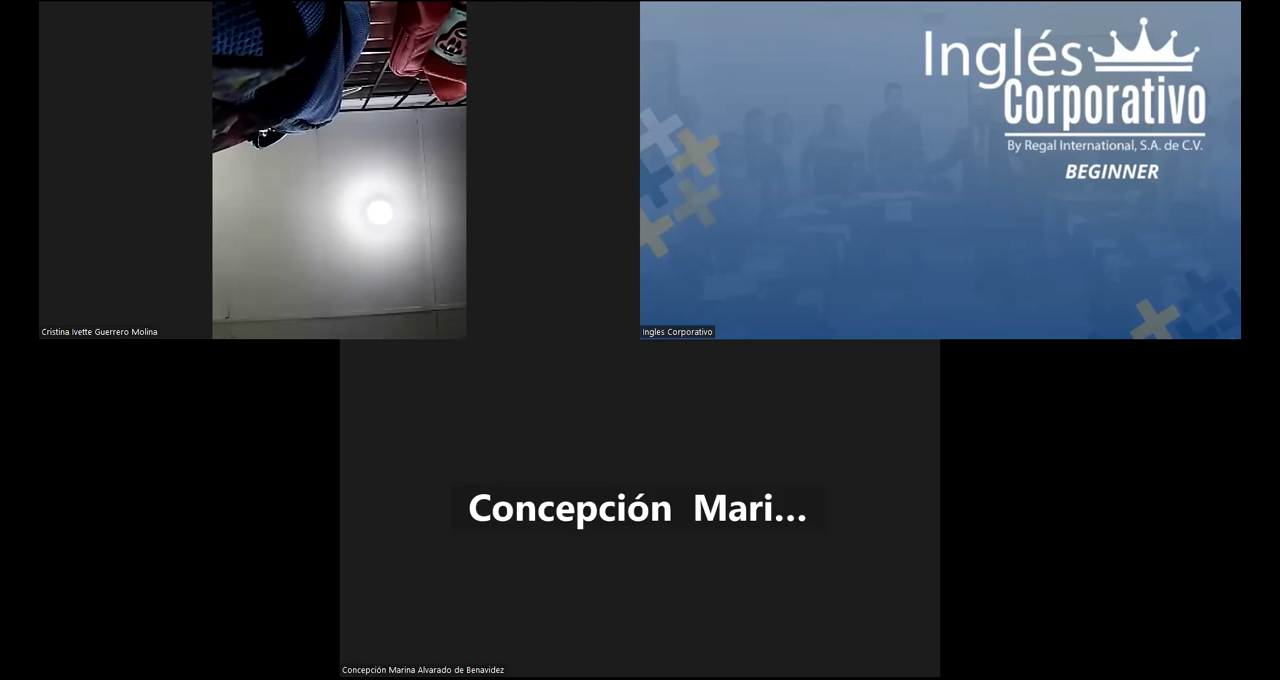 Cristina Ivette Guerrero Molina
Inglés
Corporativo
By Regal International, S.A. de C.V.
BEGINNER
Ingles Corporativo
Concepción Mari...
Concepción Marina Alvarado de Benavidez